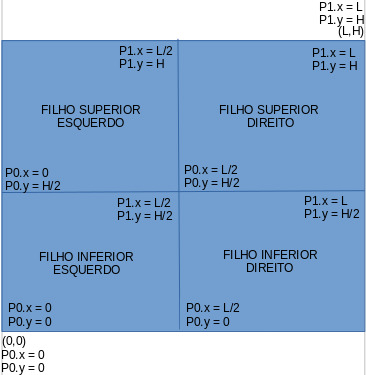 P1.x = L
P1.y = H
(L,H)
P1.x = L/2
P1.y = H
P1.x = L
P1.y = H
FILHO SUPERIOR
ESQUERDO
FILHO SUPERIOR
DIREITO
P0.x = 0
P0.y = H/2
P0.x = L/2
P0.y = H/2
P1.x = L/2
P1.y = H/2
P1.x = L
P1.y = H/2
FILHO INFERIOR
ESQUERDO
FILHO INFERIOR
DIREITO
P0.x = 0
P0.y = 0
P0.x = L/2
P0.y = 0
(0,0)
P0.x = 0
P0.y = 0